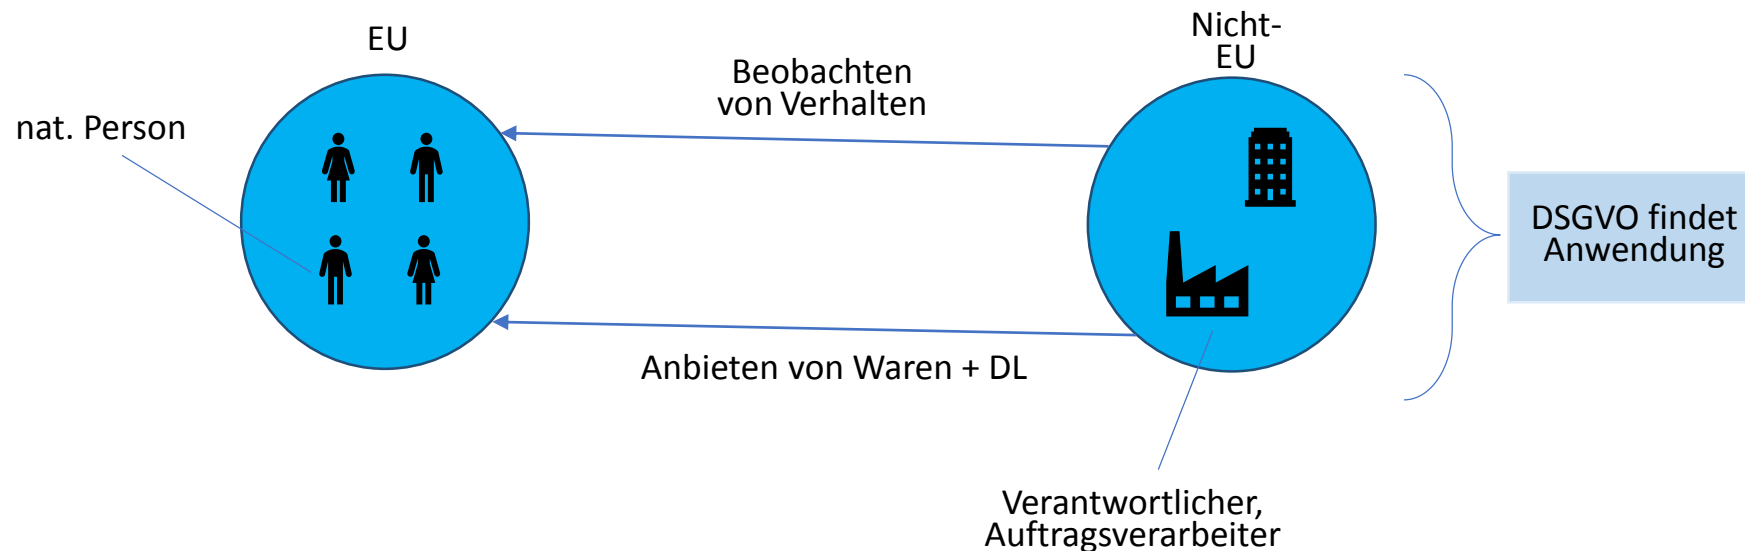 EU
Nicht-
EU
Beobachten
von Verhalten
nat. Person
DSGVO findet
Anwendung
Anbieten von Waren + DL
Verantwortlicher,
Auftragsverarbeiter